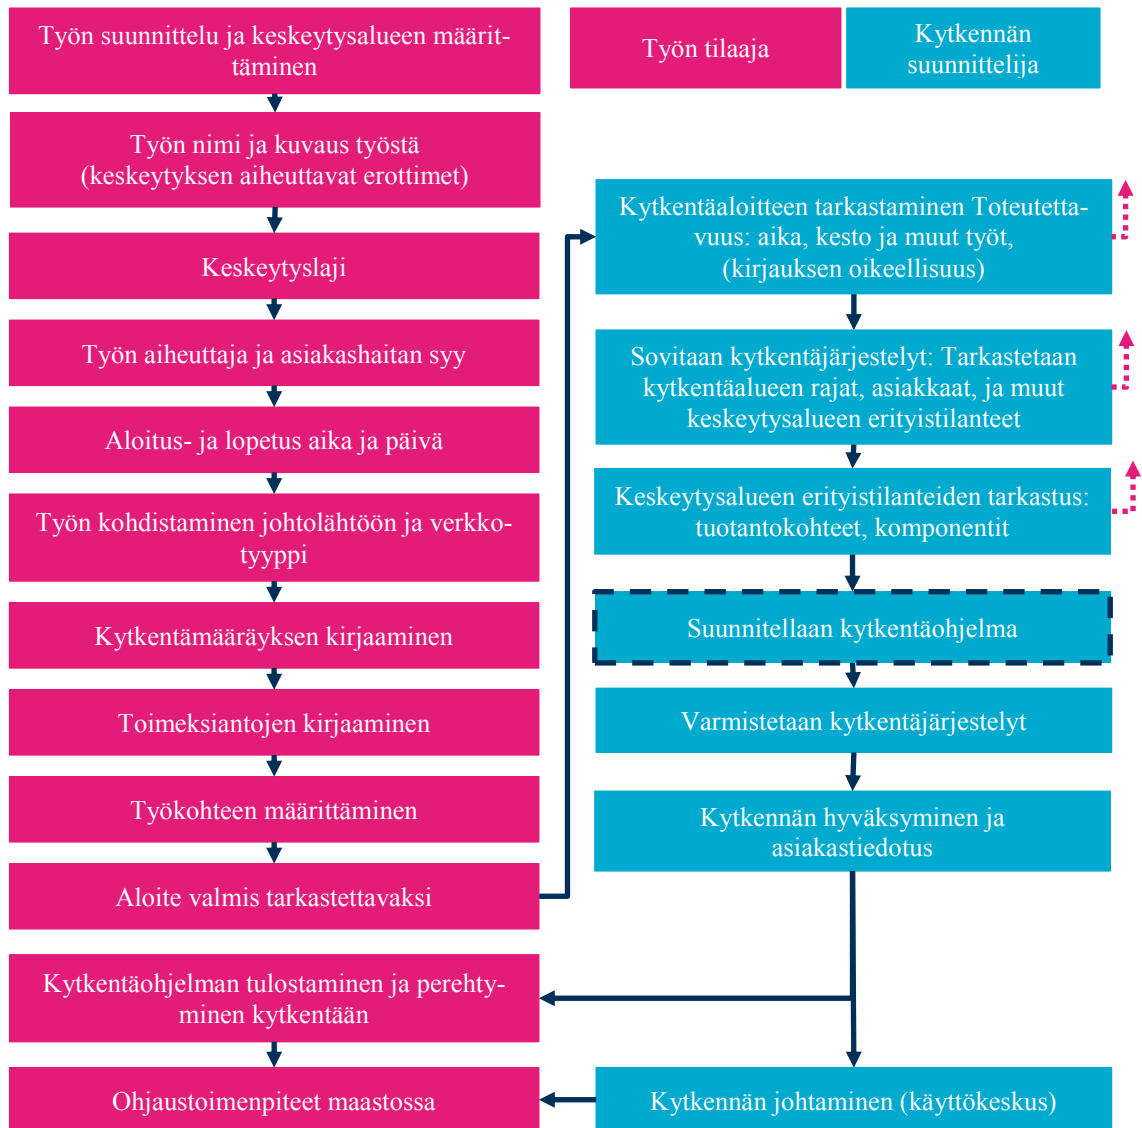 Työn suunnittelu ja keskeytysalueen määrit-
täminen
Työn nimi ja kuvaus työstä
(keskeytyksen aiheuttavat erottimet)
Keskeytyslaji
Työn aiheuttaja ja asiakashaitan syy
Aloitus- ja lopetus aika ja päivä
Työn kohdistaminen johtolähtöön ja verkko-
tyyppi
Kytkentämääräyksen kirjaaminen
Toimeksiantojen kirjaaminen
Työkohteen määrittäminen
Aloite valmis tarkastettavaksi
Kytkentäohjelman tulostaminen ja perehty-
minen kytkentään
Ohjaustoimenpiteet maastossa
Työn tilaaja
Kytkennän
suunnittelija
Kytkentäaloitteen tarkastaminen Toteutetta-
vuus: aika, kesto ja muut työt,
(kirjauksen oikeellisuus)
Sovitaan kytkentäjärjestelyt: Tarkastetaan
kytkentäalueen rajat, asiakkaat, ja muut
keskeytysalueen erityistilanteet
Keskeytysalueen erityistilanteiden tarkastus:
tuotantokohteet, komponentit
Suunnitellaan kytkentäohjelma
Varmistetaan kytkentäjärjestelyt
Kytkennän hyväksyminen ja
asiakastiedotus
Kytkennän johtaminen (käyttökeskus)